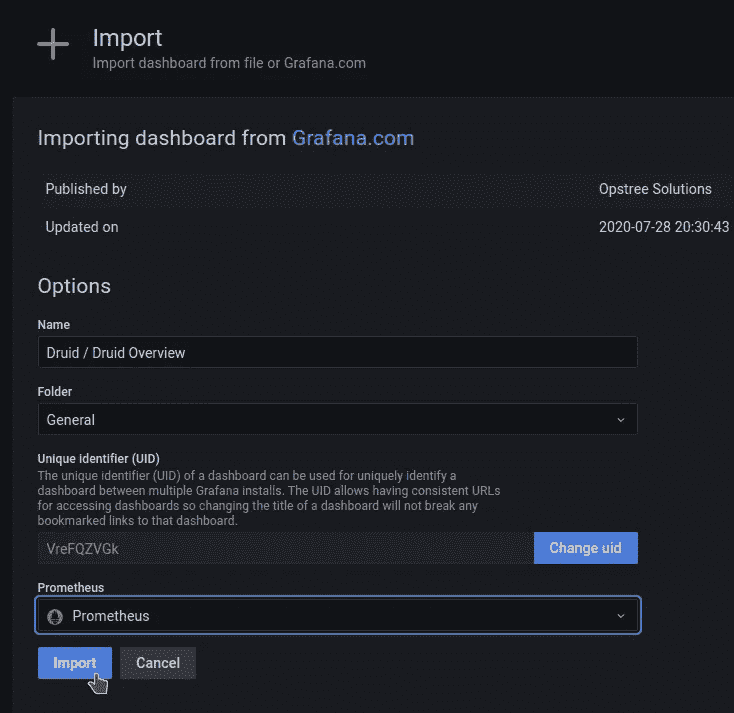 Import
Import dashboard from file or Grafana.com
Importing dashboard from Grafana.com
Published by Opstree Solutions
Updated on 2020-07-28 20:30:43
Options
Name
Druid / Druid Overview
Folder
General
Unique identifier (UID)
The unique identifier (UID) of a dashboard can be used for uniquely identify a
dashboard between multiple Grafana installs. The UID allows having consistent URLs
for accessing dashboards so changing the title of a dashboard will not break any
bookmarked links to that dashboard.
VreFQZVGk Change uid
Prometheus
Prometheus
Import Cancel